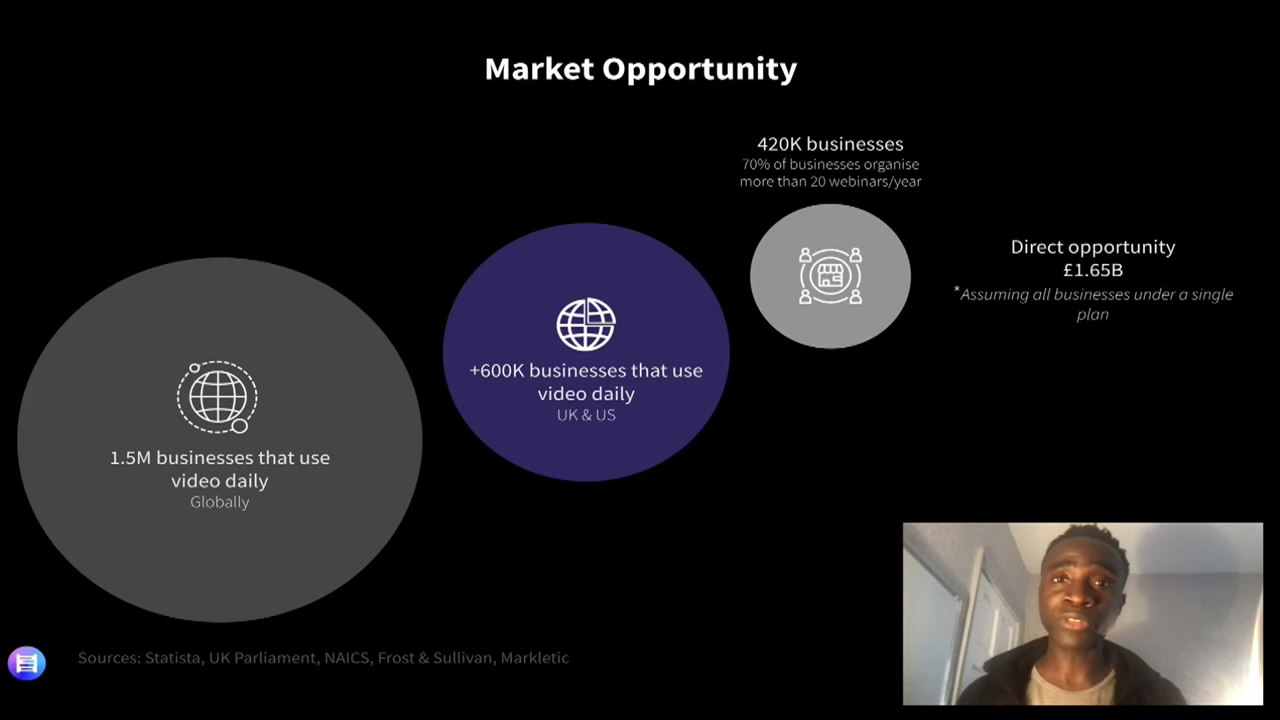 Market Opportunity
420K businesses
70% of businesses organise
more than 20 webinars/year
Direct opportunity
£1.65B
*Assuming all businesses under a single
plan
+600K businesses that use
video daily
UK & US
1.5M businesses that use
video daily
Globally
Sources: Statista, UK Parliament, NAICS, Frost & Sullivan, Markletic